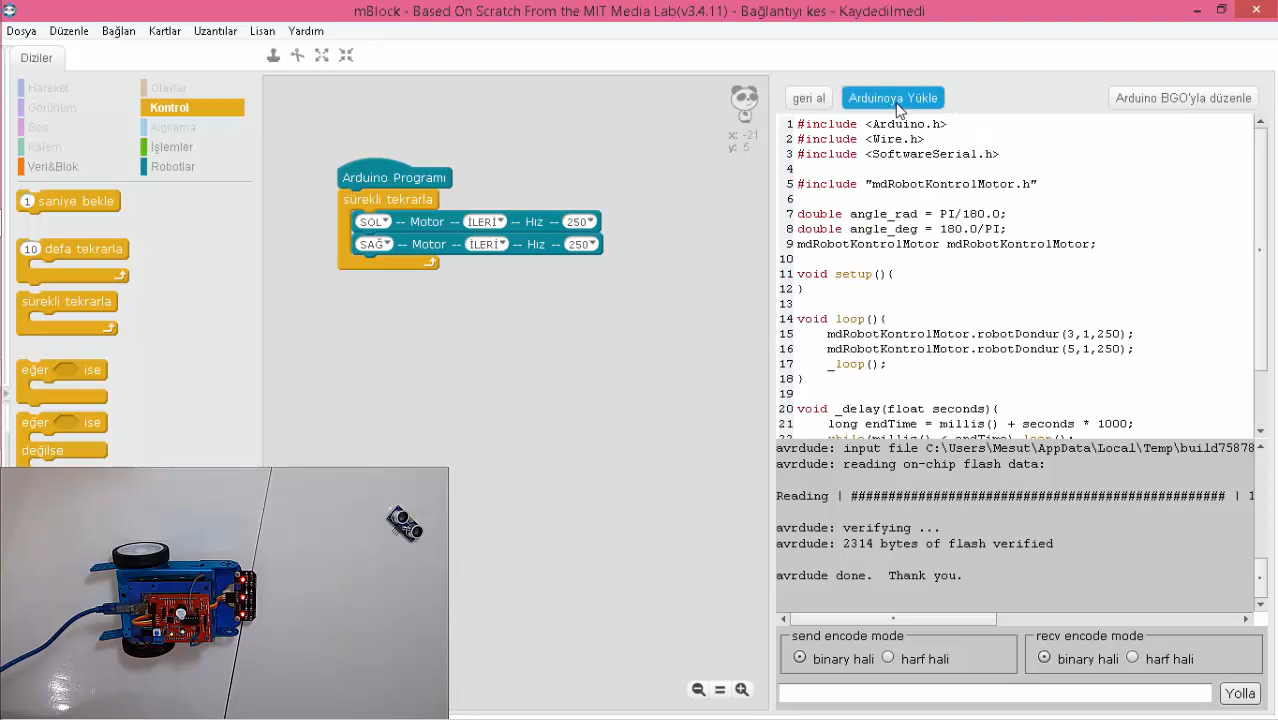 mBlock - Based On Scratch From the MIT Media Lab(v3.4.11) - Bağlantıyı kes - Kaydedilmedi
Dosya Düzenle Bağlan Kartlar Uzantılar Lisan Yardım
Diziler
Hareket Olaylar
Görünüm Kontrol
Ses Algılama
Kalem İşlemler
Veri&Blok Robotlar
1 saniye bekle
10 defa tekrarla
sürekli tekrarla
eğer ise
eğer ise
değilse
x: -21
y: 5
Arduino Programı
sürekli tekrarla
SOL -- Motor -- İLERİ -- Hız -- 250
SAĞ -- Motor -- İLERİ -- Hız -- 250
geri al Arduinoya Yükle Arduino BGO'yla düzenle
1 #include <Arduino.h>
2 #include <Wire.h>
3 #include <SoftwareSerial.h>
4
5 #include "mdRobotKontrolMotor.h"
6
7 double angle_rad = PI/180.0;
8 double angle_deg = 180.0/PI;
9 mdRobotKontrolMotor mdRobotKontrolMotor;
10
11 void setup(){
12 }
13
14 void loop(){
15 mdRobotKontrolMotor.robotDondur(3,1,250);
16 mdRobotKontrolMotor.robotDondur(5,1,250);
17 _loop();
18 }
19
20 void _delay(float seconds){
21 long endTime = millis() + seconds * 1000;
22 while(millis() < endTime)_loop();
avrdude: input file C:\Users\Mesut\AppData\Local\Temp\build75878
avrdude: reading on-chip flash data:
Reading | ################################################## | 1
avrdude: verifying ...
avrdude: 2314 bytes of flash verified
avrdude done. Thank you.
send encode mode
binary hali harf hali
recv encode mode
binary hali harf hali
Yolla